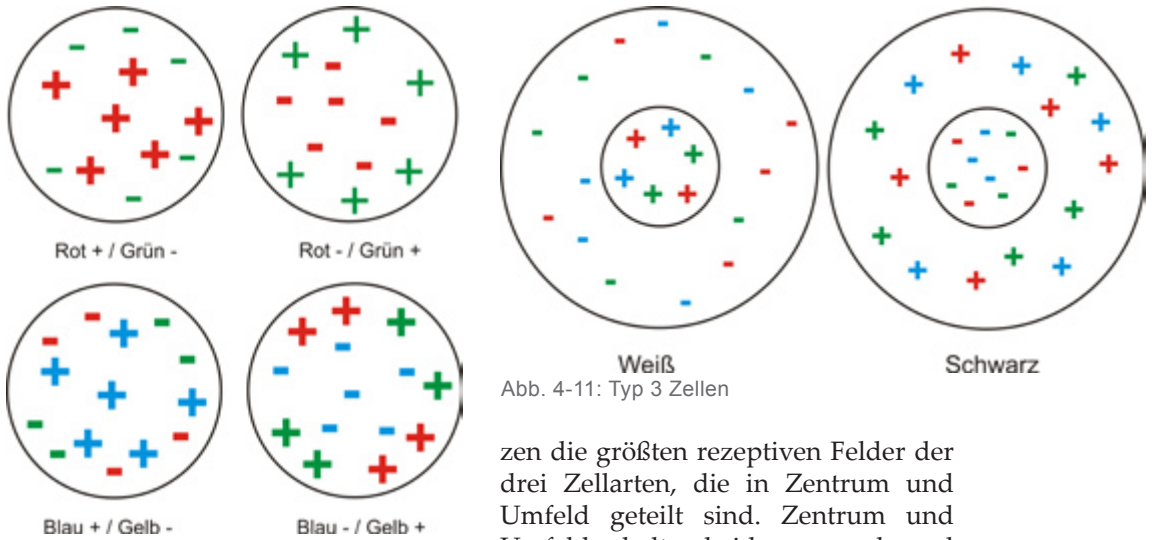 Rot + / Grün -
Rot - / Grün +
Blau + / Gelb -
Blau - / Gelb +
Weiß
Schwarz
Abb. 4-11: Typ 3 Zellen
zen die größten rezeptiven Felder der
drei Zellarten, die in Zentrum und
Umfeld geteilt sind. Zentrum und